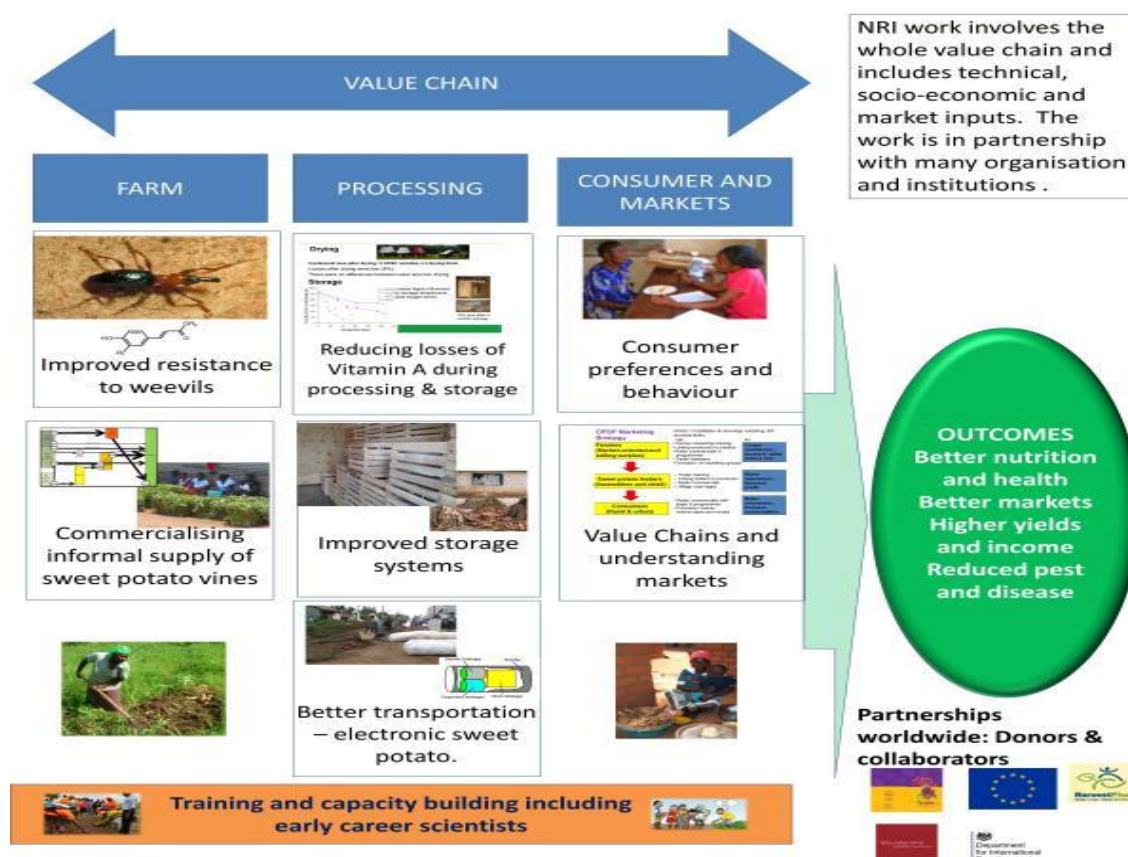 VALUE CHAIN
NRI work involves the
whole value chain and
includes technical,
socio-economic and
market inputs. The
work is in partnership
with many organisation
and institutions .
FARM
PROCESSING
CONSUMER AND
MARKETS
Drying
Storage
HO
O
Improved resistance
to weevils
Reducing losses of
Vitamin A during
processing & storage
Consumer
preferences and
behaviour
OFSP Marketing
Strategy
Commercialising
informal supply of
sweet potato vines
Improved storage
systems
Value Chains and
understanding
markets
Better transportation
– electronic sweet
potato.
OUTCOMES
Better nutrition
and health
Better markets
Higher yields
and income
Reduced pest
and disease
Partnerships
worldwide: Donors &
collaborators
HarvestPlus
Department
for International
Training and capacity building including
early career scientists